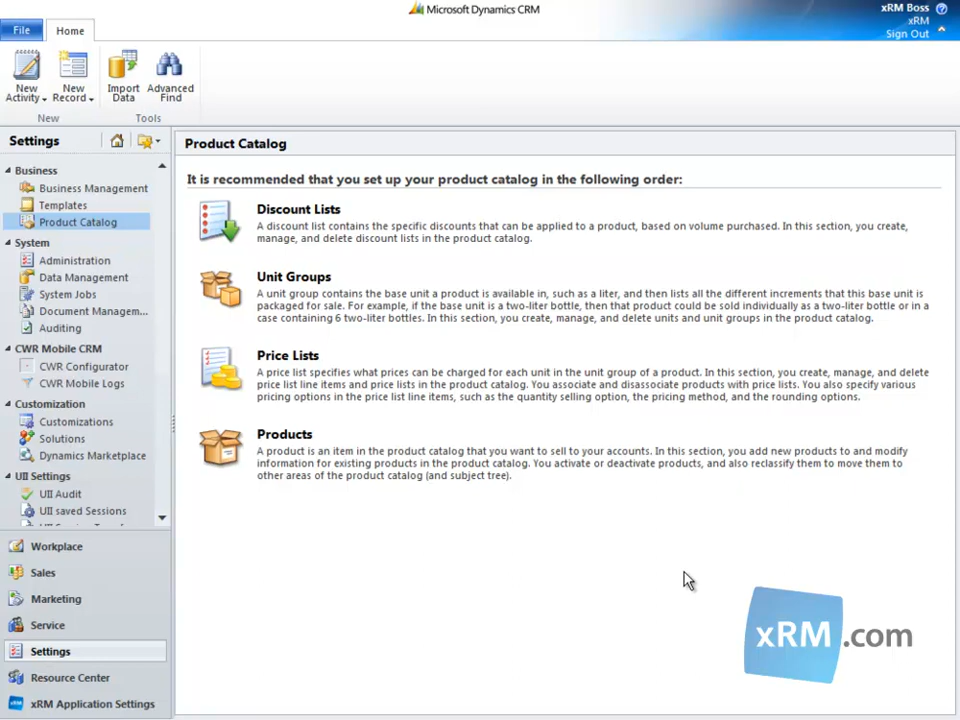 Microsoft Dynamics CRM
xRM Boss
xRM
Sign Out
File
Home
New Activity
New Record
Import Data
Advanced Find
New
Tools
Settings
Product Catalog
Business
Business Management
Templates
Product Catalog
System
Administration
Data Management
System Jobs
Document Managem...
Auditing
CWR Mobile CRM
CWR Configurator
CWR Mobile Logs
Customization
Customizations
Solutions
Dynamics Marketplace
UII Settings
UII Audit
UII saved Sessions
Workplace
Sales
Marketing
Service
Settings
Resource Center
xRM Application Settings
It is recommended that you set up your product catalog in the following order:
Discount Lists
A discount list contains the specific discounts that can be applied to a product, based on volume purchased. In this section, you create,
manage, and delete discount lists in the product catalog.
Unit Groups
A unit group contains the base unit a product is available in, such as a liter, and then lists all the different increments that this base unit is
packaged for sale. For example, if the base unit is a two-liter bottle, then that product could be sold individually as a two-liter bottle or in a
case containing 6 two-liter bottles. In this section, you create, manage, and delete units and unit groups in the product catalog.
Price Lists
A price list specifies what prices can be charged for each unit in the unit group of a product. In this section, you create, manage, and delete
price list line items and price lists in the product catalog. You associate and disassociate products with price lists. You also specify various
pricing options in the price list line items, such as the quantity selling option, the pricing method, and the rounding options.
Products
A product is an item in the product catalog that you want to sell to your accounts. In this section, you add new products to and modify
information for existing products in the product catalog. You activate or deactivate products, and also reclassify them to move them to
other areas of the product catalog (and subject tree).
xRM.com